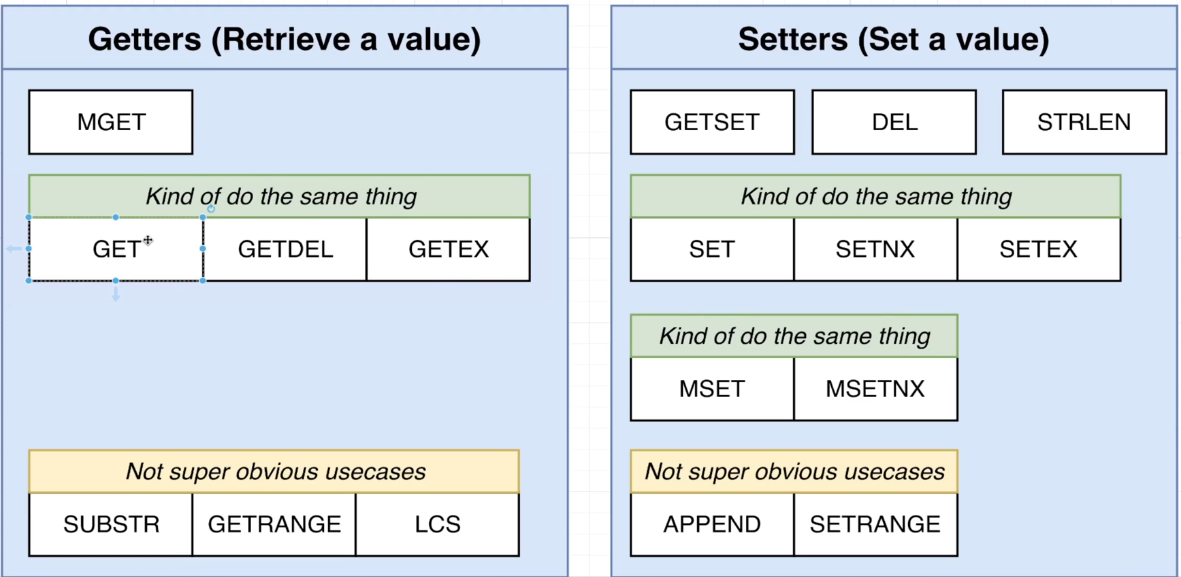 Getters (Retrieve a value)
MGET
Kind of do the same thing
GET GETDEL GETEX
Not super obvious usecases
SUBSTR GETRANGE LCS
Setters (Set a value)
GETSET DEL STRLEN
Kind of do the same thing
SET SETNX SETEX
Kind of do the same thing
MSET MSETNX
Not super obvious usecases
APPEND SETRANGE